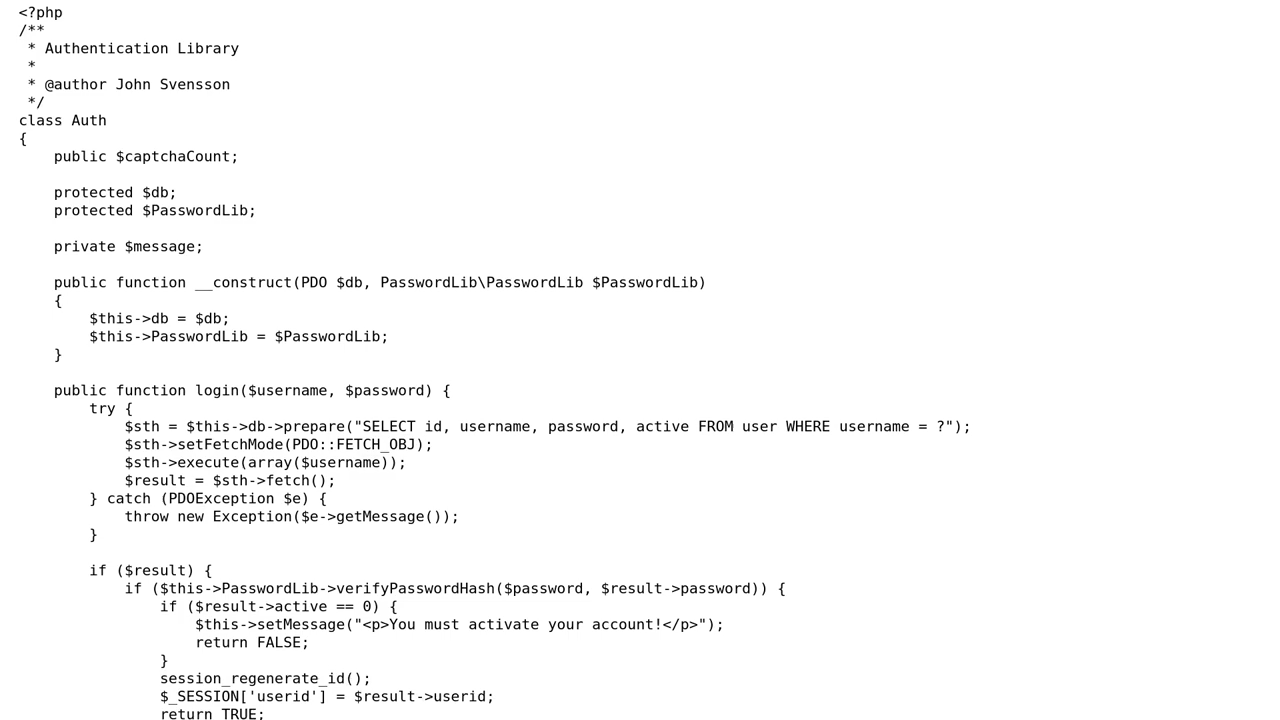 <?php
/**
 * Authentication Library
 *
 * @author John Svensson
 */
class Auth
{
    public $captchaCount;

    protected $db;
    protected $PasswordLib;

    private $message;

    public function __construct(PDO $db, PasswordLib\PasswordLib $PasswordLib)
    {
        $this->db = $db;
        $this->PasswordLib = $PasswordLib;
    }

    public function login($username, $password) {
        try {
            $sth = $this->db->prepare("SELECT id, username, password, active FROM user WHERE username = ?");
            $sth->setFetchMode(PDO::FETCH_OBJ);
            $sth->execute(array($username));
            $result = $sth->fetch();
        } catch (PDOException $e) {
            throw new Exception($e->getMessage());
        }

        if ($result) {
            if ($this->PasswordLib->verifyPasswordHash($password, $result->password)) {
                if ($result->active == 0) {
                    $this->setMessage("<p>You must activate your account!</p>");
                    return FALSE;
                }
                session_regenerate_id();
                $_SESSION['userid'] = $result->userid;
                return TRUE;